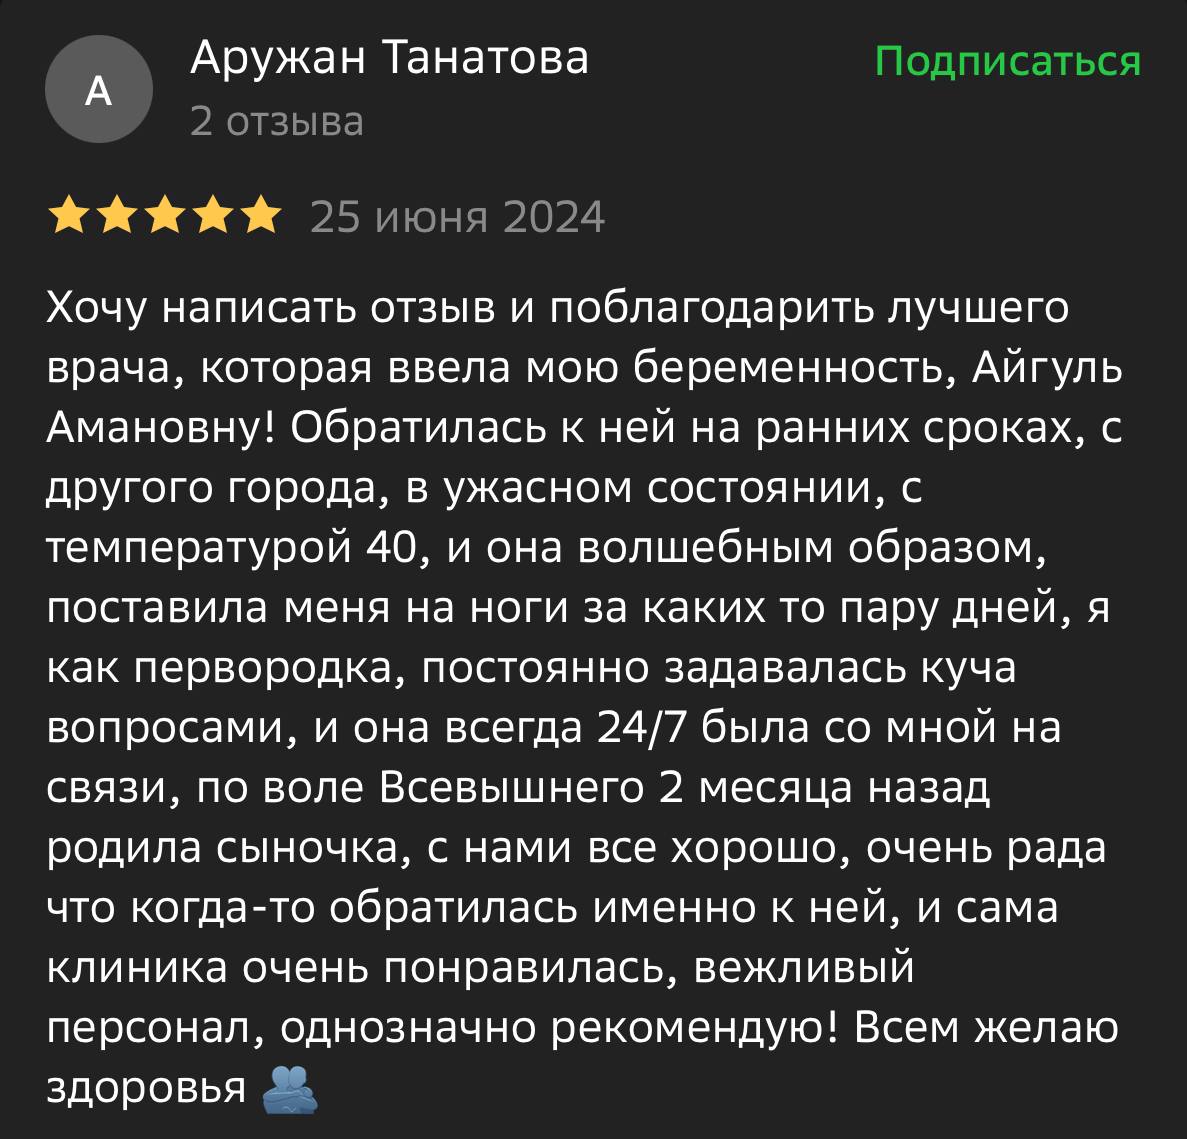 А
Аружан Танатова
Подписаться
2 отзыва
25 июня 2024
Хочу написать отзыв и поблагодарить лучшего
врача, которая ввела мою беременность, Айгуль
Амановну! Обратилась к ней на ранних сроках, с
другого города, в ужасном состоянии, с
температурой 40, и она волшебным образом,
поставила меня на ноги за каких то пару дней, я
как первородка, постоянно задавалась куча
вопросами, и она всегда 24/7 была со мной на
связи, по воле Всевышнего 2 месяца назад
родила сыночка, с нами все хорошо, очень рада
что когда-то обратилась именно к ней, и сама
клиника очень понравилась, вежливый
персонал, однозначно рекомендую! Всем желаю
здоровья 🫂